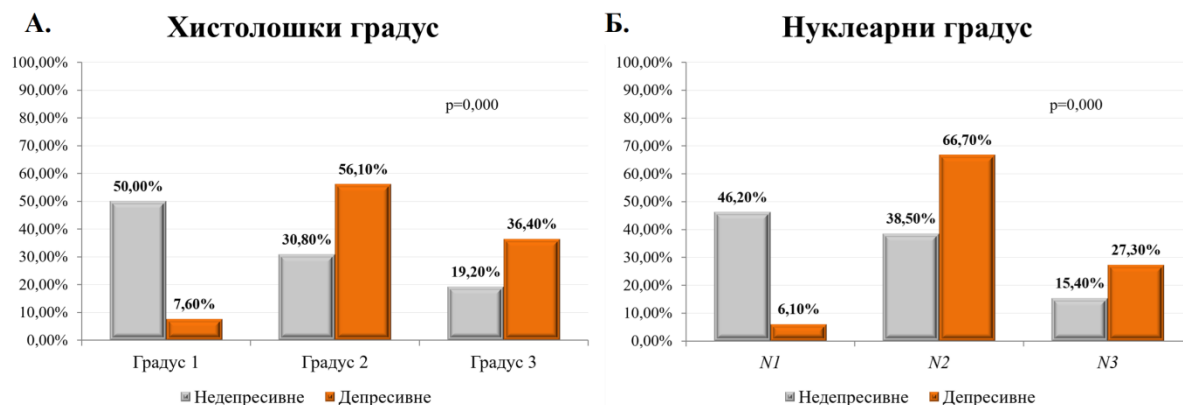 А.
Хистолошки градус
100,00%
90,00%
80,00%
70,00%
60,00%
50,00%
40,00%
30,00%
20,00%
10,00%
0,00%
p=0,000
50,00%
7,60%
30,80%
56,10%
19,20%
36,40%
Градус 1
Градус 2
Градус 3
Недепресивне
Депресивне
Б.
Нуклеарни градус
100,00%
90,00%
80,00%
70,00%
60,00%
50,00%
40,00%
30,00%
20,00%
10,00%
0,00%
p=0,000
46,20%
6,10%
38,50%
66,70%
15,40%
27,30%
N1
N2
N3
Недепресивне
Депресивне